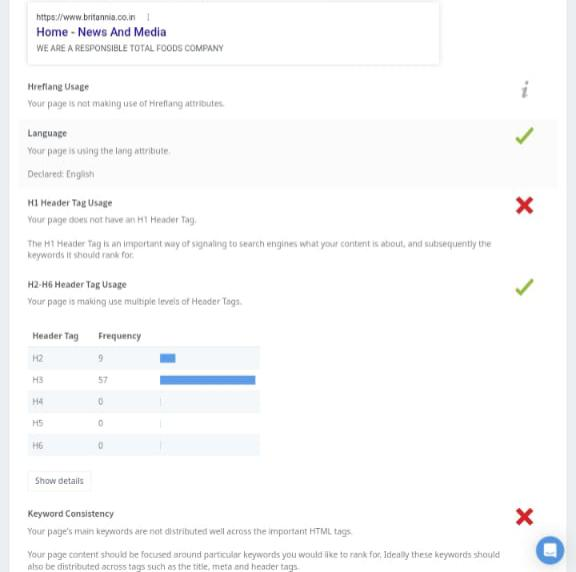 https://www.britannia.co.in
Home - News And Media
WE ARE A RESPONSIBLE TOTAL FOODS COMPANY
Hreflang Usage
Your page is not making use of Hreflang attributes.
Language
Your page is using the lang attribute.
Declared: English
H1 Header Tag Usage
Your page does not have an H1 Header Tag.
The H1 Header Tag is an important way of signaling to search engines what your content is about, and subsequently the
keywords it should rank for.
H2-H6 Header Tag Usage
Your page is making use multiple levels of Header Tags.
Header Tag Frequency
H2 9
H3 57
H4 0
H5 0
H6 0
Show details
Keyword Consistency
Your page's main keywords are not distributed well across the important HTML tags.
Your page content should be focused around particular keywords you would like to rank for. Ideally these keywords should
also be distributed across tags such as the title, meta and header tags.